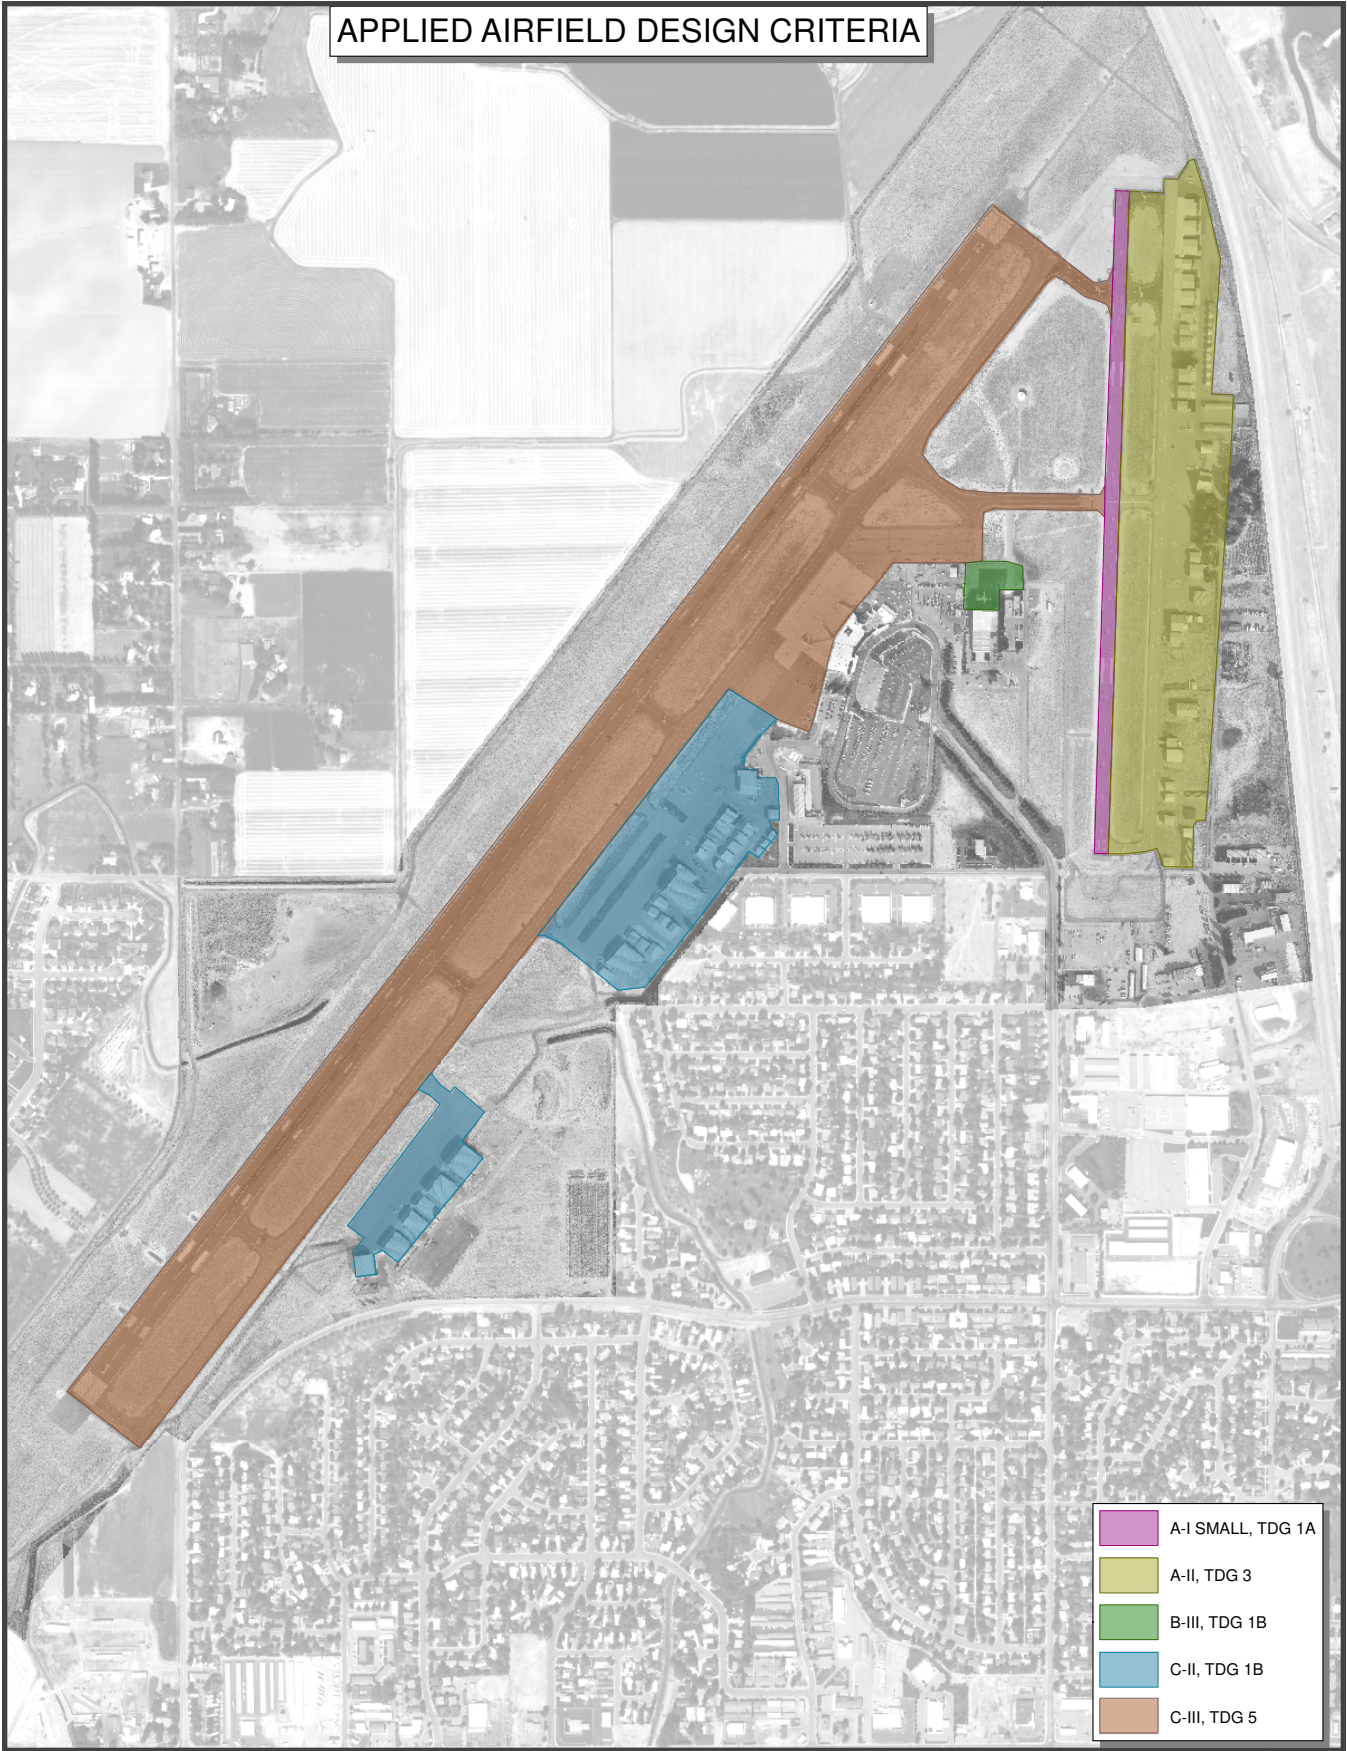 APPLIED AIRFIELD DESIGN CRITERIA
A-I SMALL, TDG 1A
A-II, TDG 3
B-III, TDG 1B
C-II, TDG 1B
C-III, TDG 5